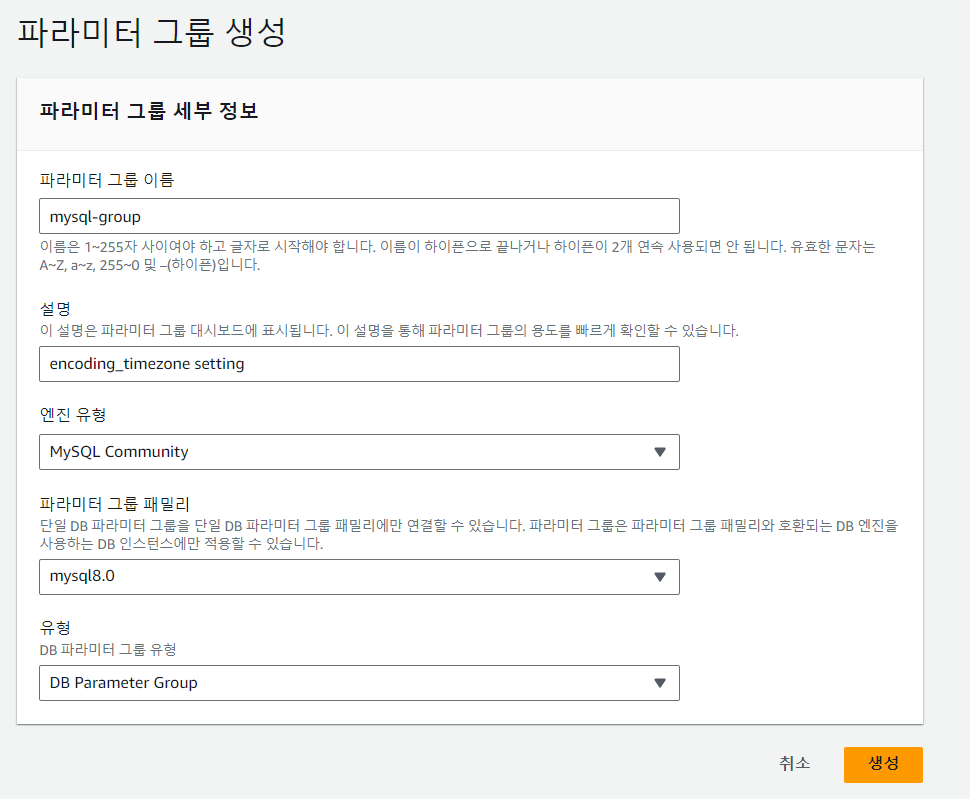 파라미터 그룹 생성
파라미터 그룹 세부 정보
파라미터 그룹 이름
mysql-group
이름은 1~255자 사이여야 하고 글자로 시작해야 합니다. 이름이 하이픈으로 끝나거나 하이픈이 2개 연속 사용되면 안 됩니다. 유효한 문자는
A~Z, a~z, 255~0 및 –(하이픈)입니다.
설명
이 설명은 파라미터 그룹 대시보드에 표시됩니다. 이 설명을 통해 파라미터 그룹의 용도를 빠르게 확인할 수 있습니다.
encoding_timezone setting
엔진 유형
MySQL Community
파라미터 그룹 패밀리
단일 DB 파라미터 그룹을 단일 DB 파라미터 그룹 패밀리에만 연결할 수 있습니다. 파라미터 그룹은 파라미터 그룹 패밀리와 호환되는 DB 엔진을
사용하는 DB 인스턴스에만 적용할 수 있습니다.
mysql8.0
유형
DB 파라미터 그룹 유형
DB Parameter Group
취소
생성